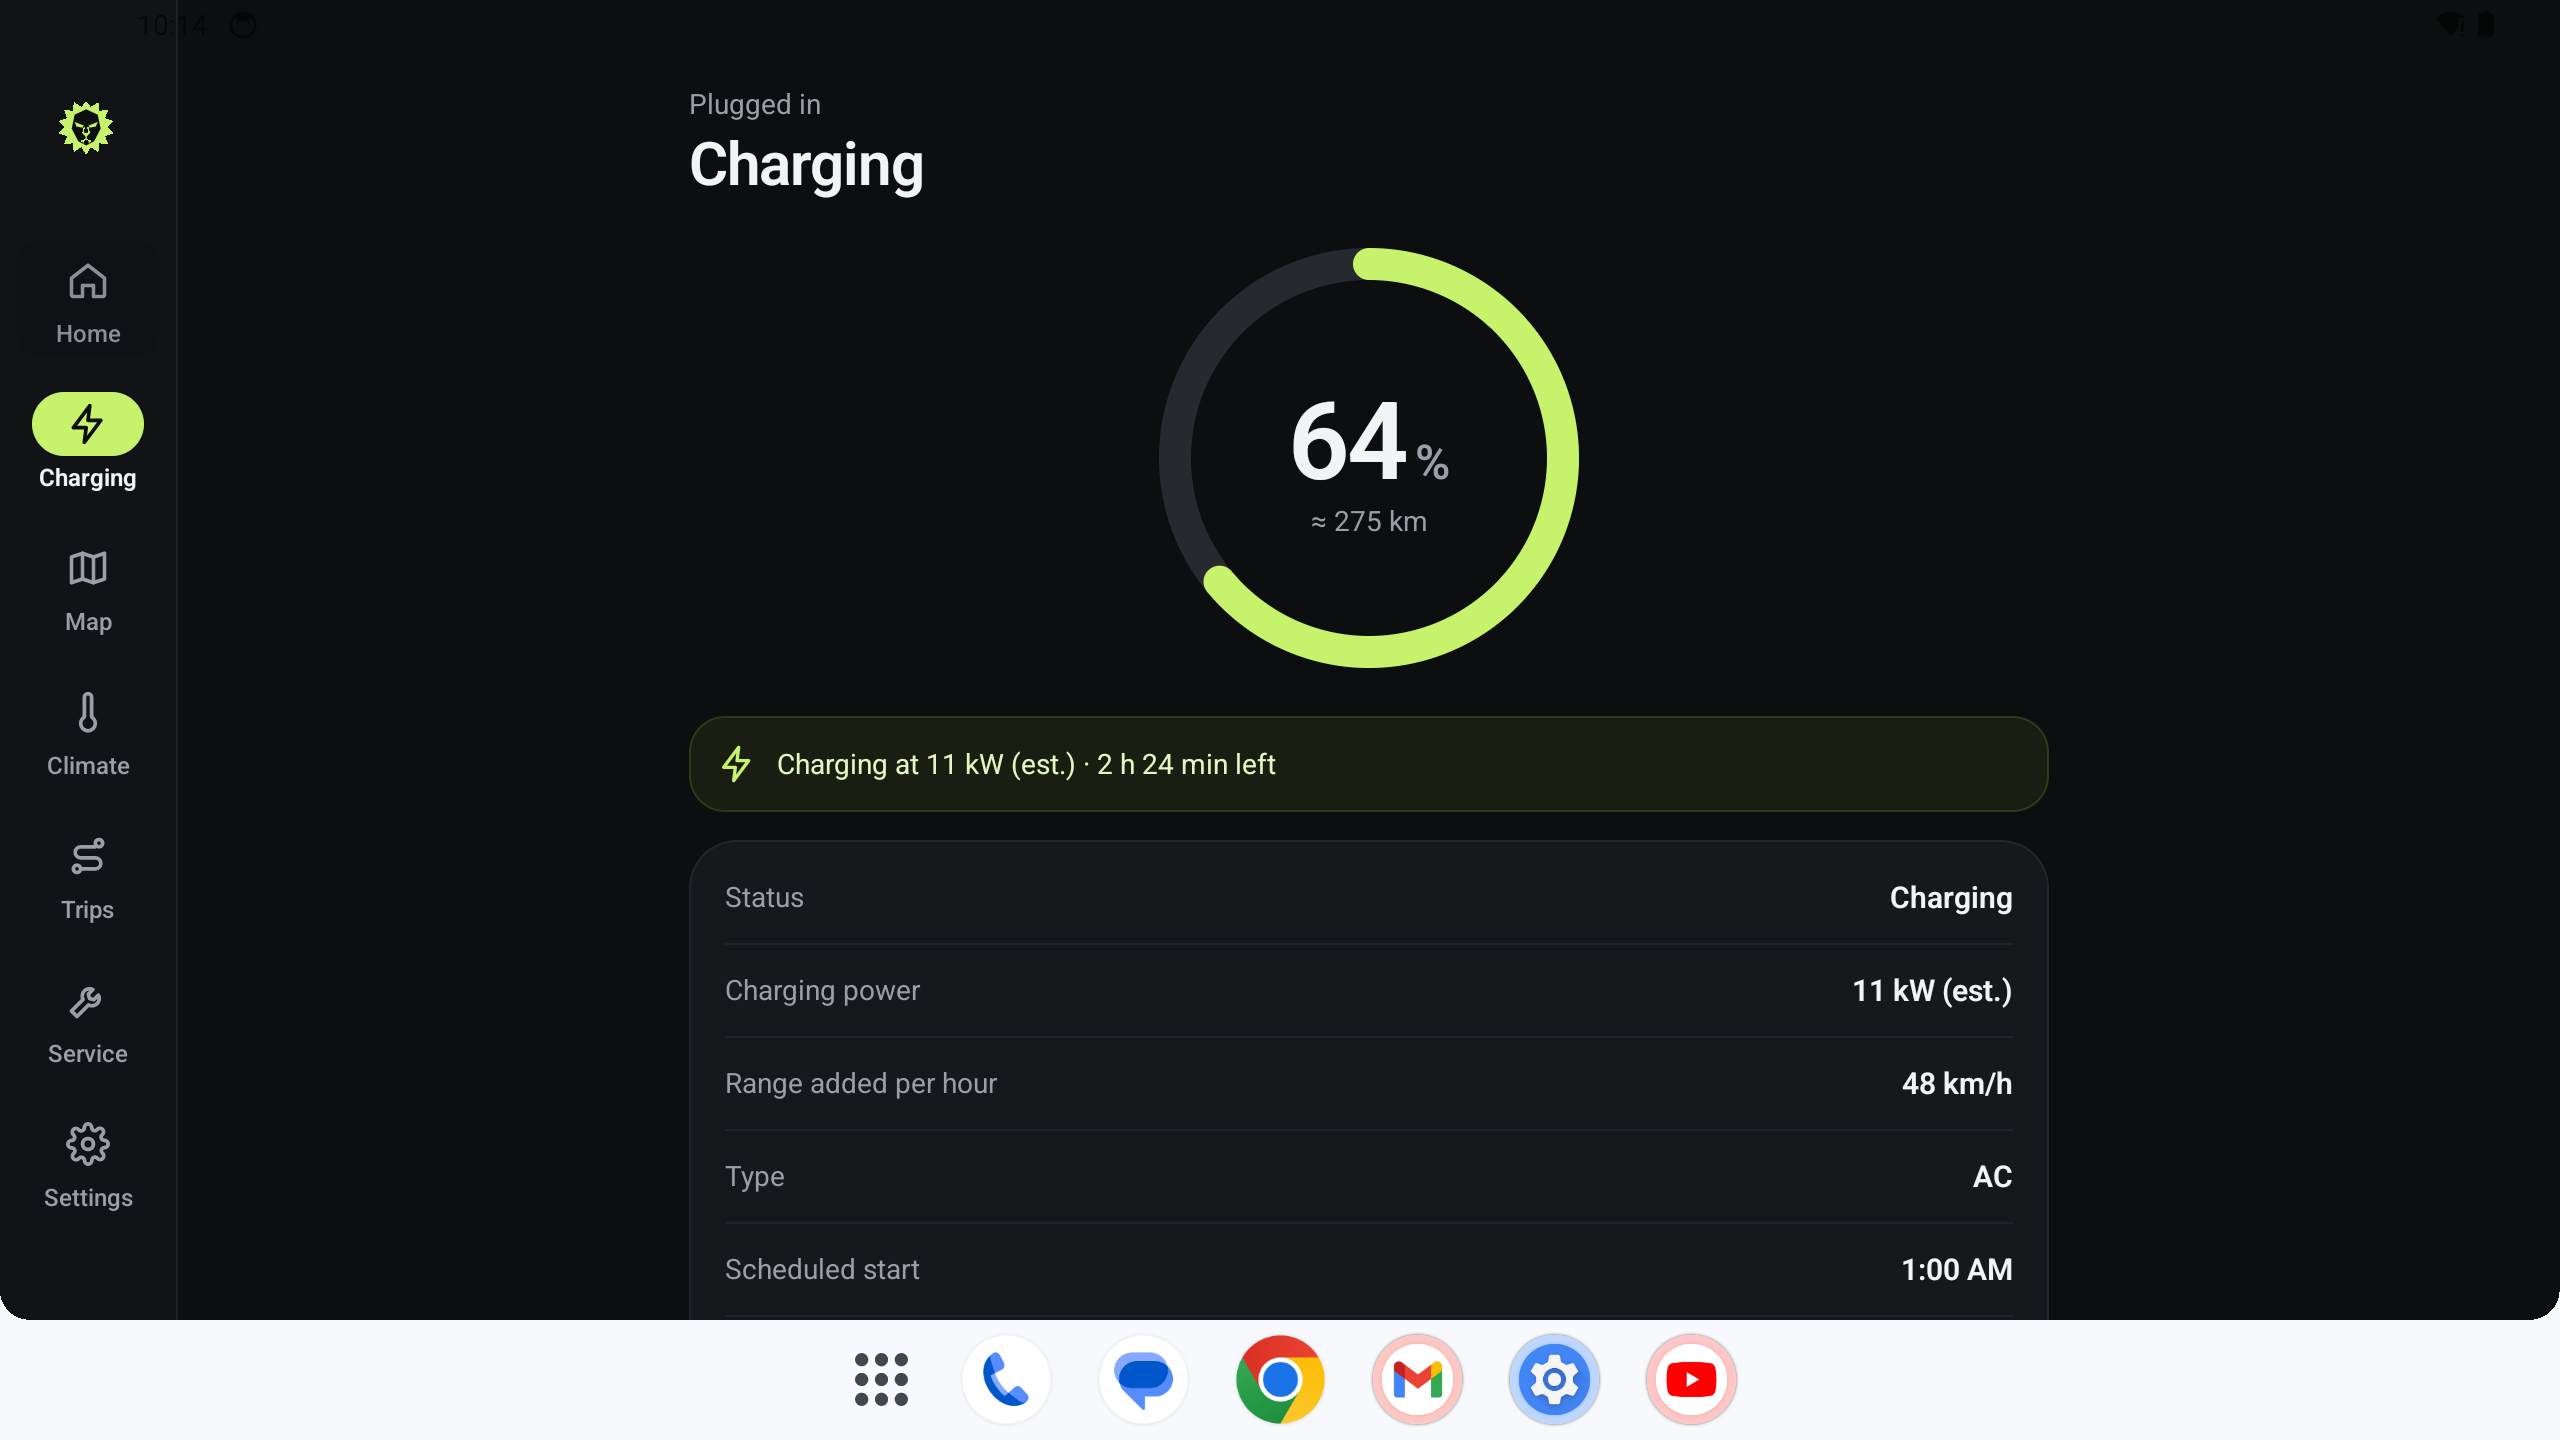 10:14
Plugged in
Charging
Home
Charging
Map
Climate
Trips
Service
Settings
64 %
≈ 275 km
Charging at 11 kW (est.) · 2 h 24 min left
Status Charging
Charging power 11 kW (est.)
Range added per hour 48 km/h
Type AC
Scheduled start 1:00 AM